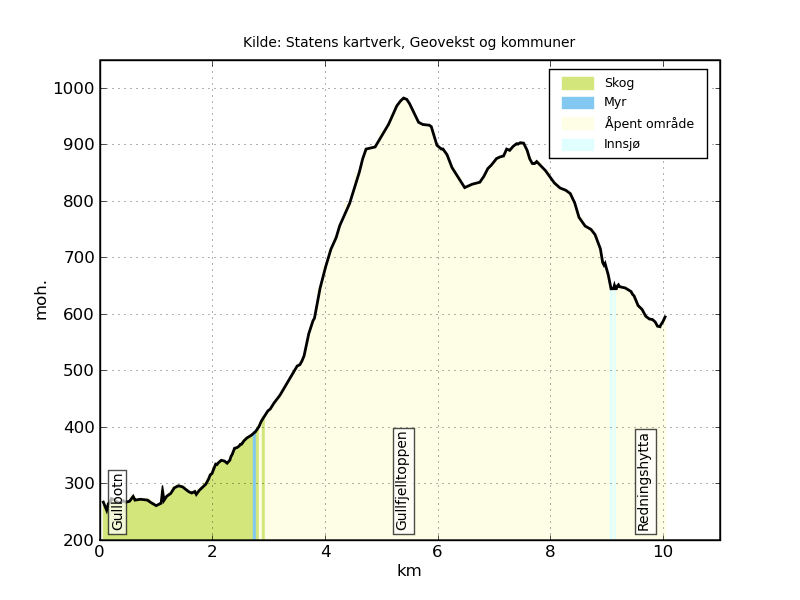 Kilde: Statens kartverk, Geovekst og kommuner
Skog
Myr
Åpent område
Innsjø
1000
900
800
700
600
500
400
300
200
moh.
Gullbotn
Gullfjelltoppen
Redningshytta
0 2 4 6 8 10
km